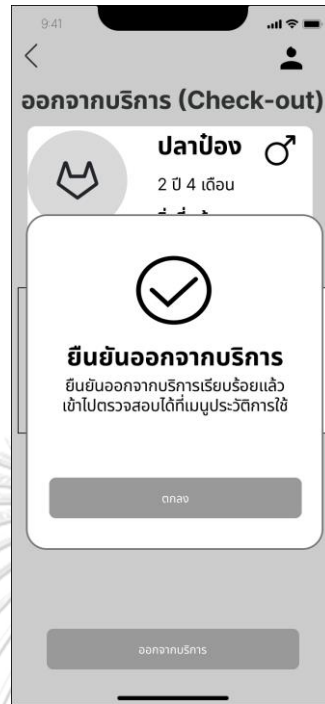 9:41
ออกจากบริการ (Check-out)
ปลาป๋อง
2 ปี 4 เดือน
ยืนยันออกจากบริการ
ยืนยันออกจากบริการเรียบร้อยแล้ว
เข้าไปตรวจสอบได้ที่เมนูประวัติการใช้
ตกลง
ออกจากบริการ